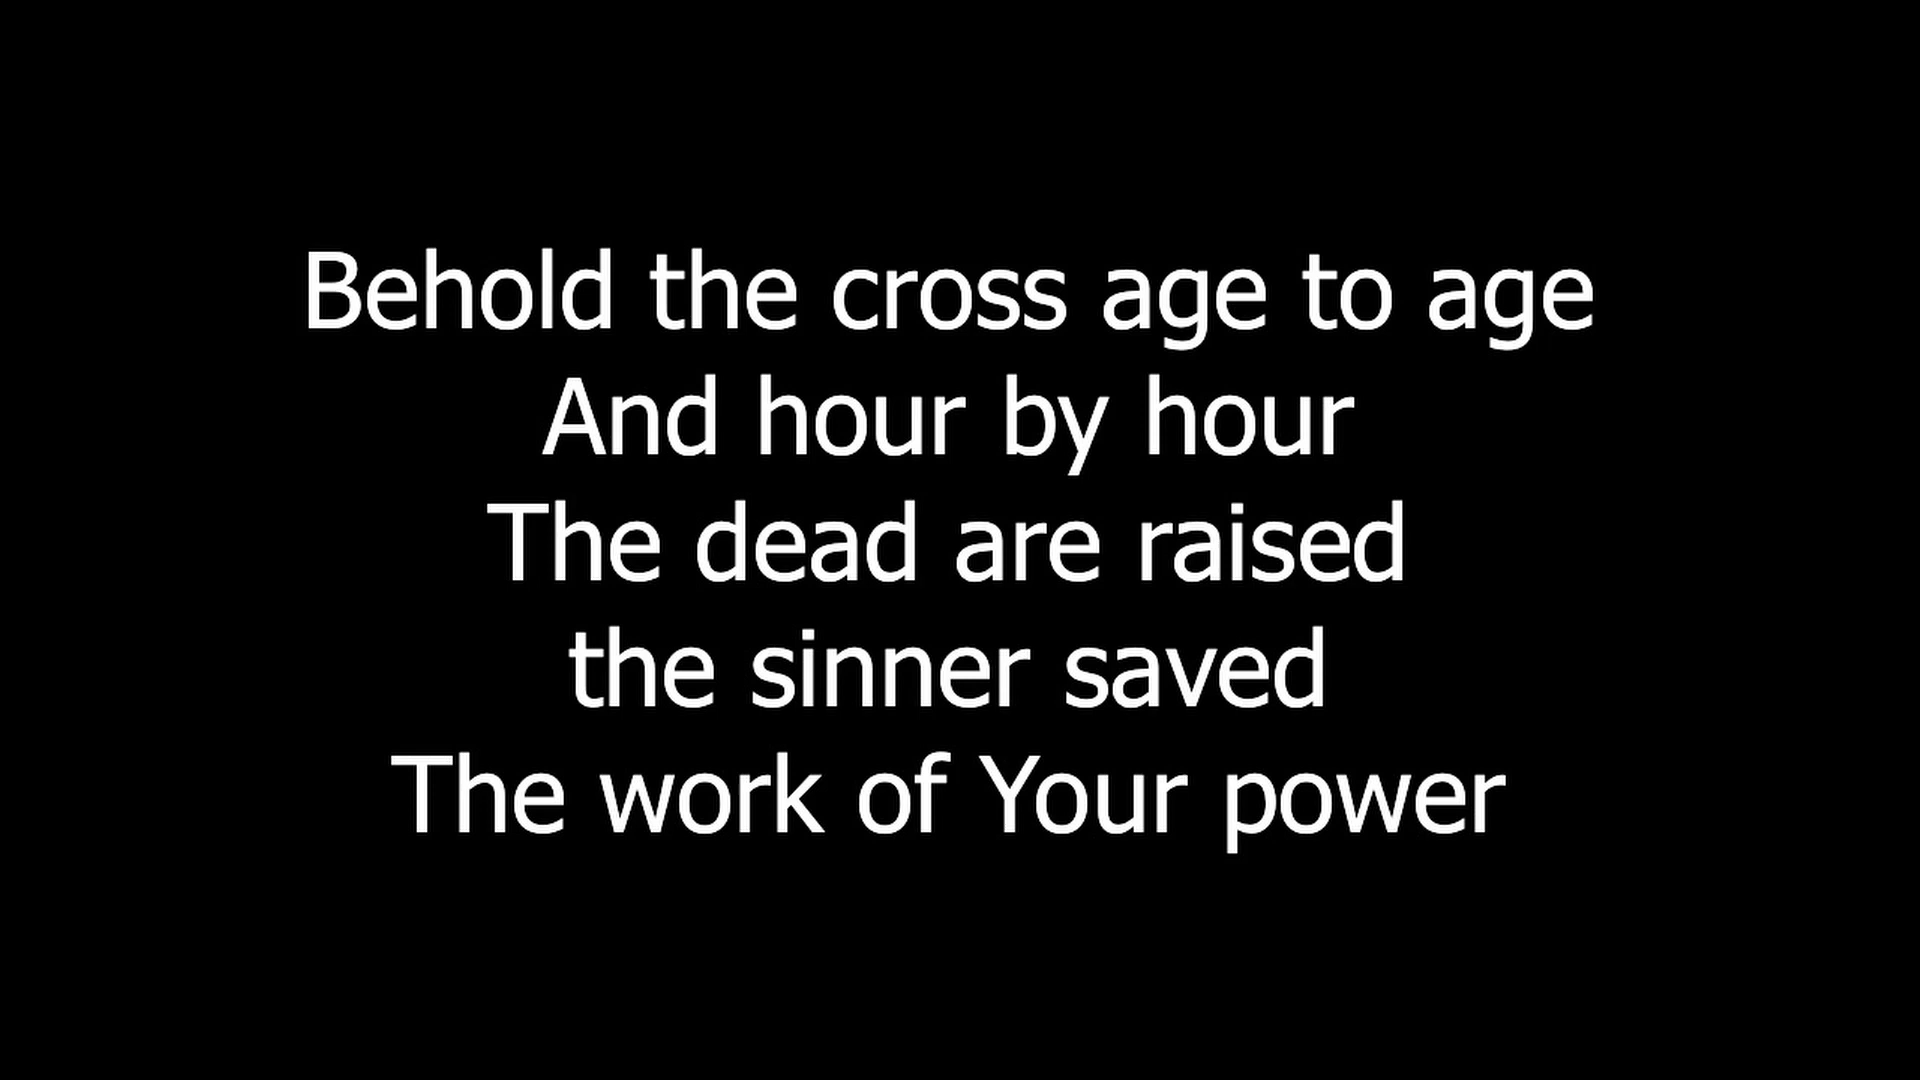 Behold the cross age to age
And hour by hour
The dead are raised
the sinner saved
The work of Your power